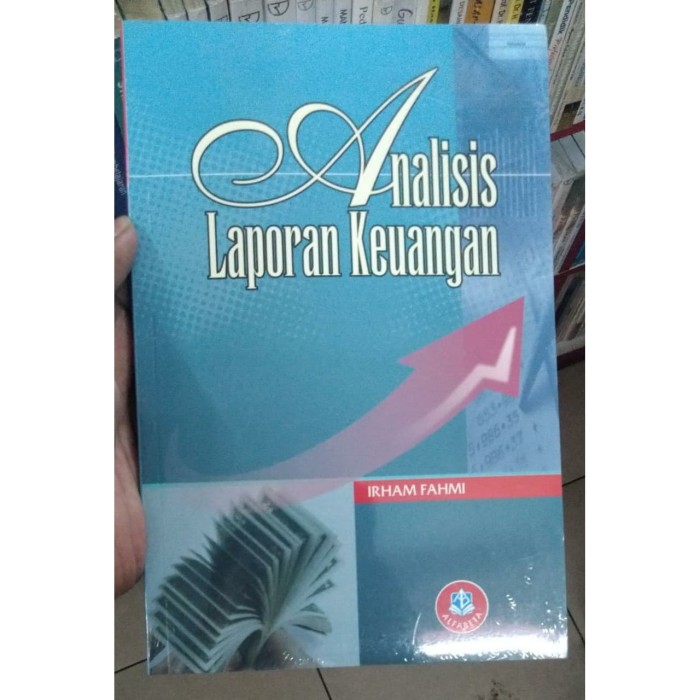 Analisis
Laporan Keuangan
IRHAM FAHMI
ALFABETA